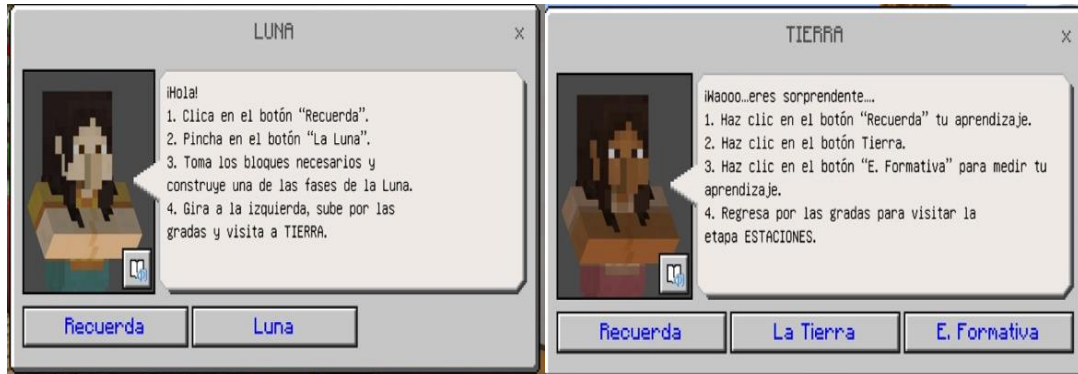 LUNA
x
¡Hola!
1. Clica en el botón “Recuerda”.
2. Pincha en el botón “La Luna”.
3. Toma los bloques necesarios y
construye una de las fases de la Luna.
4. Gira a la izquierda, sube por las
gradas y visita a TIERRA.
Recuerda
Luna
TIERRA
x
¡Waooo…eres sorprendente….
1. Haz clic en el botón “Recuerda” tu aprendizaje.
2. Haz clic en el botón Tierra.
3. Haz clic en el botón “E. Formativa” para medir tu
aprendizaje.
4. Regresa por las gradas para visitar la
etapa ESTACIONES.
Recuerda
La Tierra
E. Formativa